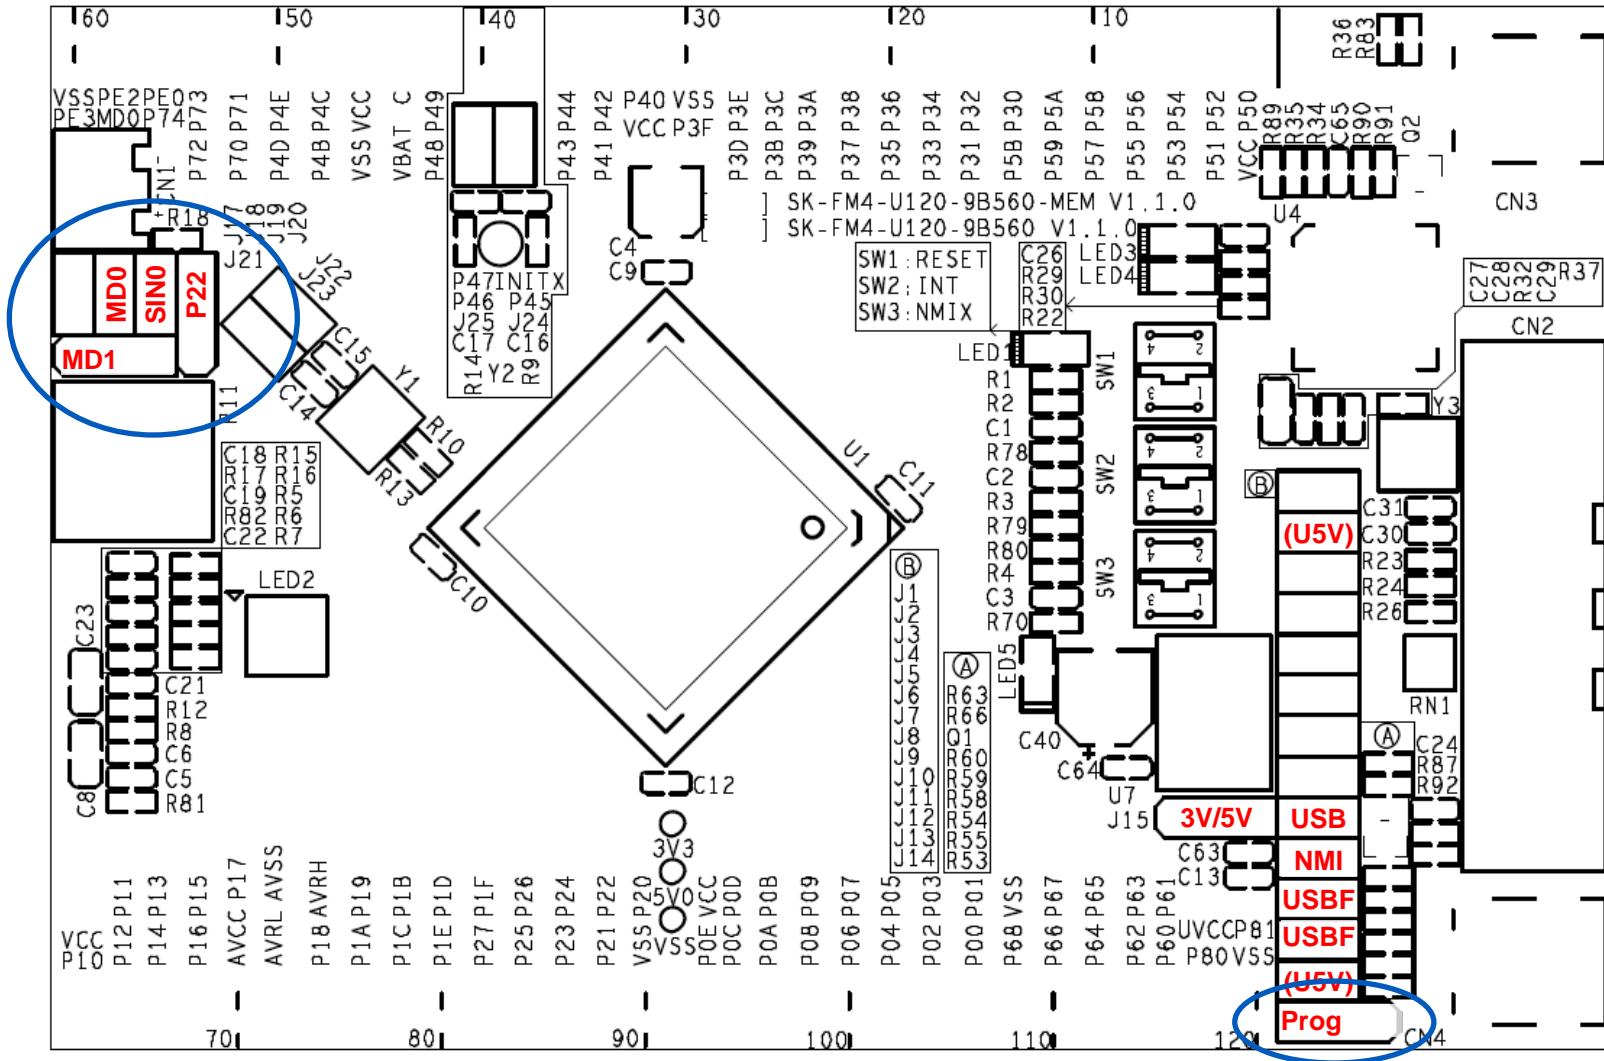 60 50 40 30 20 10
R36
R83
VSSPE2PE0
PE3MD0P74
P72 P73
P70 P71
P4D P4E
P4B P4C
VSS VCC
VBAT C
P48 P49
P43 P44
P41 P42
P40 VSS
VCC P3F
P3D P3E
P3B P3C
P39 P3A
P37 P38
P35 P36
P33 P34
P31 P32
P5B P30
P59 P5A
P57 P58
P55 P56
P53 P54
P51 P52
VCC P50
R89
R35
R34
C65
R90
R91
Q2
CN1
+R18
J17
J18
J19
J20
J21
J22
J23
[ ] SK-FM4-U120-9B560-MEM V1.1.0
[ ] SK-FM4-U120-9B560 V1.1.0
U4
CN3
C4
C9
SW1:RESET
SW2:INT
SW3:NMIX
C26
R29
R30
R22
LED3
LED4
C27
C28
R32
C29
R37
CN2
MD0
SIN0
P22
MD1
P47INITX
P46 P45
J25 J24
C17 C16
R14
Y2
R9
C15
C14
Y1
R10
R13
R11
U1
C11
C10
LED1
R1
R2
C1
R78
C2
R3
R79
R80
R4
C3
R70
SW1
2 4
1 3
SW2
2 4
1 3
SW3
2 4
1 3
Y3
B
(U5V)
C31
C30
R23
R24
R26
RN1
C18 R15
R17 R16
C19 R5
R82 R6
C22 R7
LED2
C23
C21
R12
R8
C6
C5
R81
C8
C12
3V3
5V0
VSS
B
J1
J2
J3
J4
J5
J6
J7
J8
J9
J10
J11
J12
J13
J14
A
R63
R66
Q1
R60
R59
R58
R54
R55
R53
LED5
C40
C64
U7
J15
3V/5V
USB
A
C24
R87
R92
C63
C13
NMI
USBF
USBF
(U5V)
Prog
CN4
VCC
P10
P12 P11
P14 P13
P16 P15
AVCC P17
AVRL AVSS
P18 AVRH
P1A P19
P1C P1B
P1E P1D
P27 P1F
P25 P26
P23 P24
P21 P22
VSS P20
P0E VCC
P0C P0D
P0A P0B
P08 P09
P06 P07
P04 P05
P02 P03
P00 P01
P68 VSS
P66 P67
P64 P65
P62 P63
P60 P61
UVCCP81
P80VSS
70 80 90 100 110 120